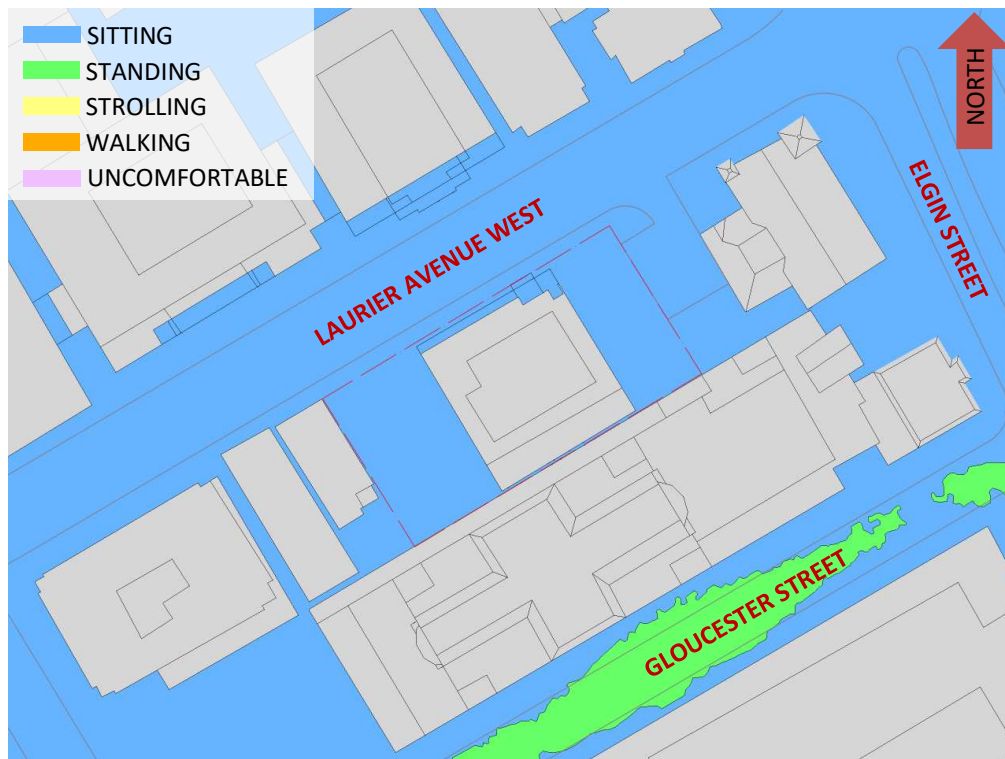 SITTING
STANDING
STROLLING
WALKING
UNCOMFORTABLE
NORTH
ELGIN STREET
LAURIER AVENUE WEST
GLOUCESTER STREET